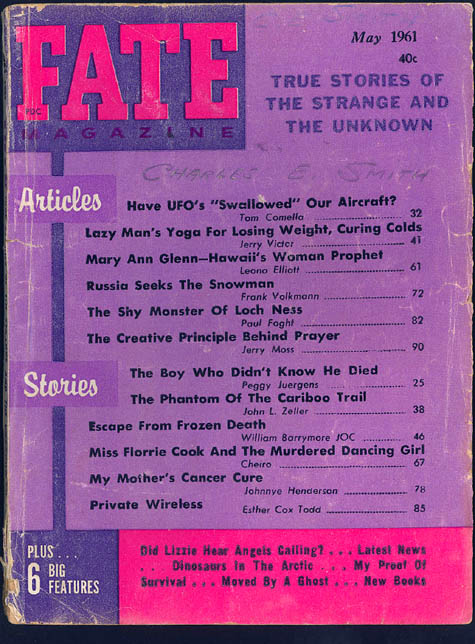 May 1961
40c
FATE
MAGAZINE
TRUE STORIES OF
THE STRANGE AND
THE UNKNOWN
CHARLES E. SMITH
Articles
Have UFO's "Swallowed" Our Aircraft?
Tom Comella 32
Lazy Man's Yoga For Losing Weight, Curing Colds
Jerry Victor 41
Mary Ann Glenn—Hawaii's Woman Prophet
Leona Elliott 61
Russia Seeks The Snowman
Frank Volkmann 72
The Shy Monster Of Loch Ness
Paul Foght 82
The Creative Principle Behind Prayer
Jerry Moss 90
Stories
The Boy Who Didn't Know He Died
Peggy Juergens 25
The Phantom Of The Cariboo Trail
John L. Zeller 38
Escape From Frozen Death
William Barrymore JOC 46
Miss Florrie Cook And The Murdered Dancing Girl
Cheiro 67
My Mother's Cancer Cure
Johnnye Henderson 78
Private Wireless
Esther Cox Todd 85
PLUS . . .
6 BIG
FEATURES
Did Lizzie Hear Angels Calling? . . . Latest News
. . Dinosaurs In The Arctic . . . My Proof Of
Survival . . . Moved By A Ghost . . . New Books